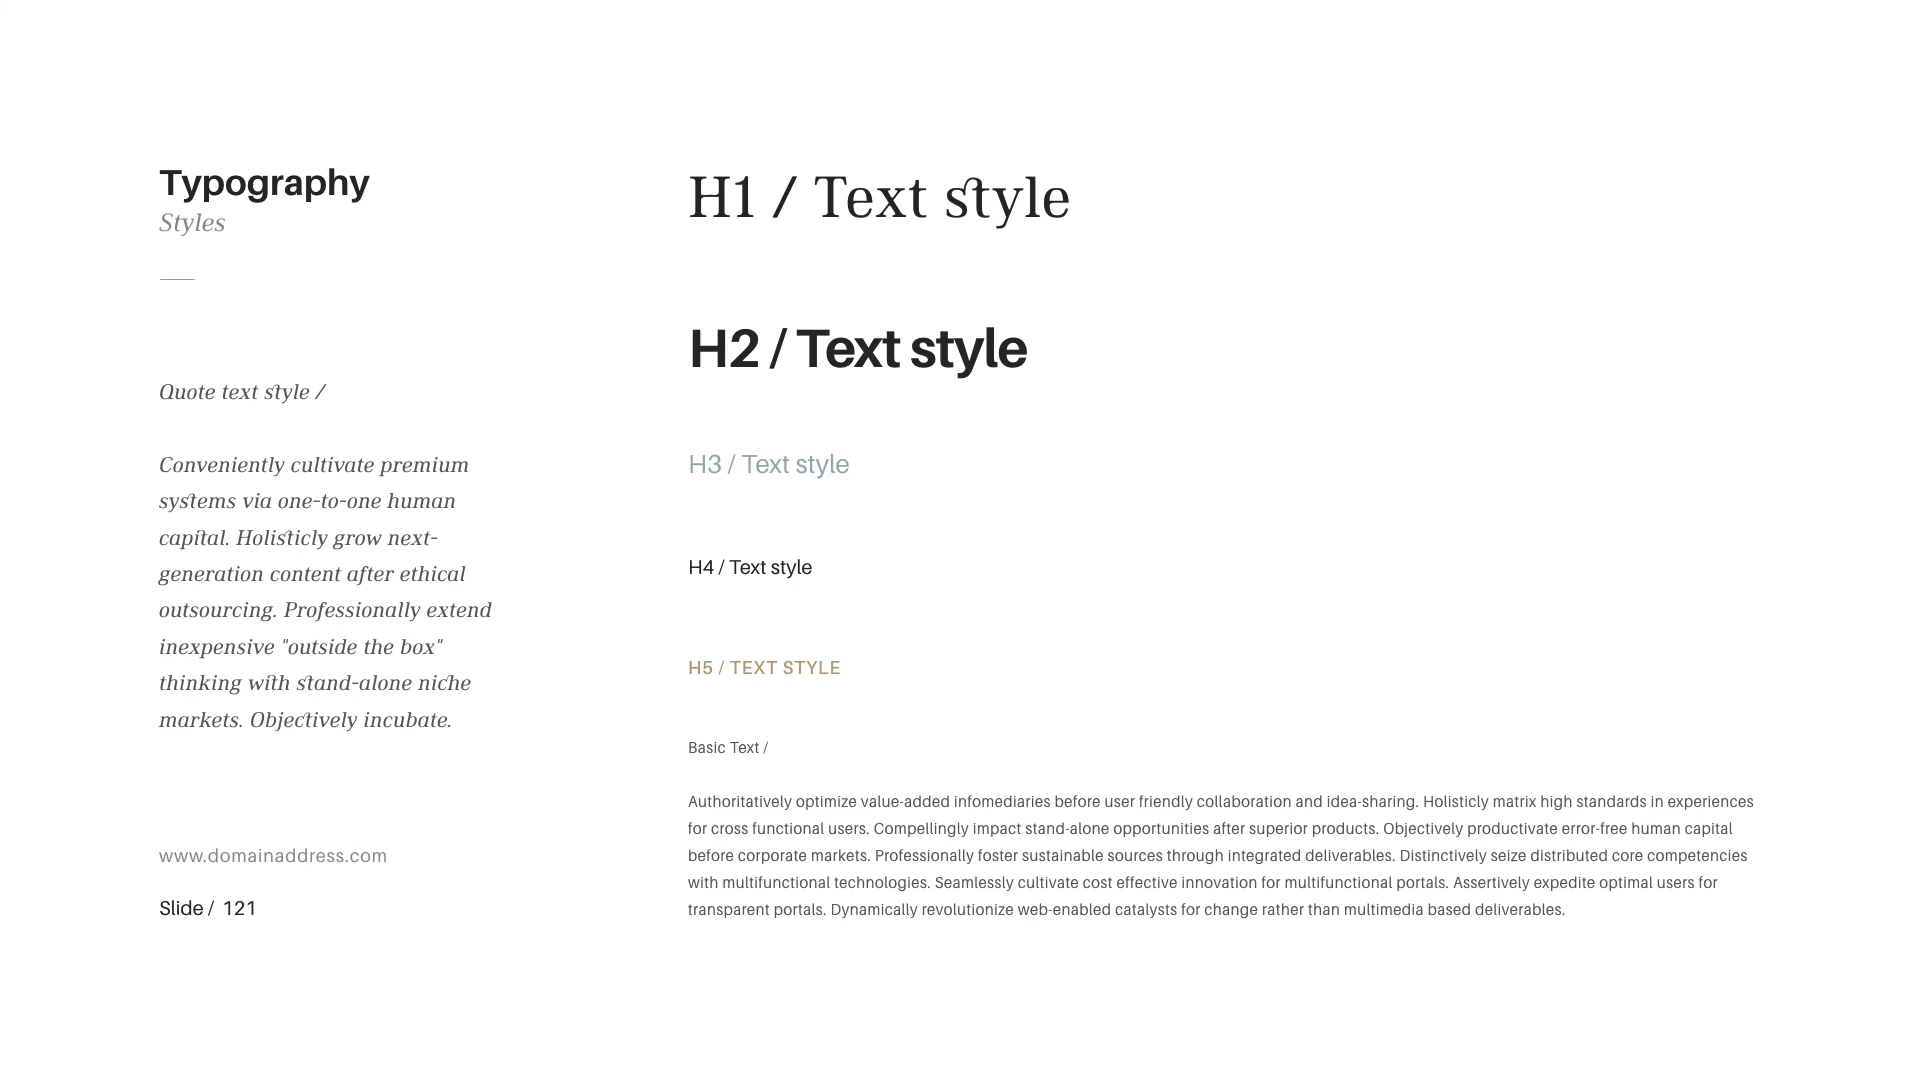 Typography
Styles
Quote text style /
Conveniently cultivate premium
systems via one-to-one human
capital. Holisticly grow next-
generation content after ethical
outsourcing. Professionally extend
inexpensive "outside the box"
thinking with stand-alone niche
markets. Objectively incubate.
www.domainaddress.com
Slide / 121
H1 / Text style
H2 / Text style
H3 / Text style
H4 / Text style
H5 / TEXT STYLE
Basic Text /
Authoritatively optimize value-added infomediaries before user friendly collaboration and idea-sharing. Holisticly matrix high standards in experiences
for cross functional users. Compellingly impact stand-alone opportunities after superior products. Objectively productivate error-free human capital
before corporate markets. Professionally foster sustainable sources through integrated deliverables. Distinctively seize distributed core competencies
with multifunctional technologies. Seamlessly cultivate cost effective innovation for multifunctional portals. Assertively expedite optimal users for
transparent portals. Dynamically revolutionize web-enabled catalysts for change rather than multimedia based deliverables.